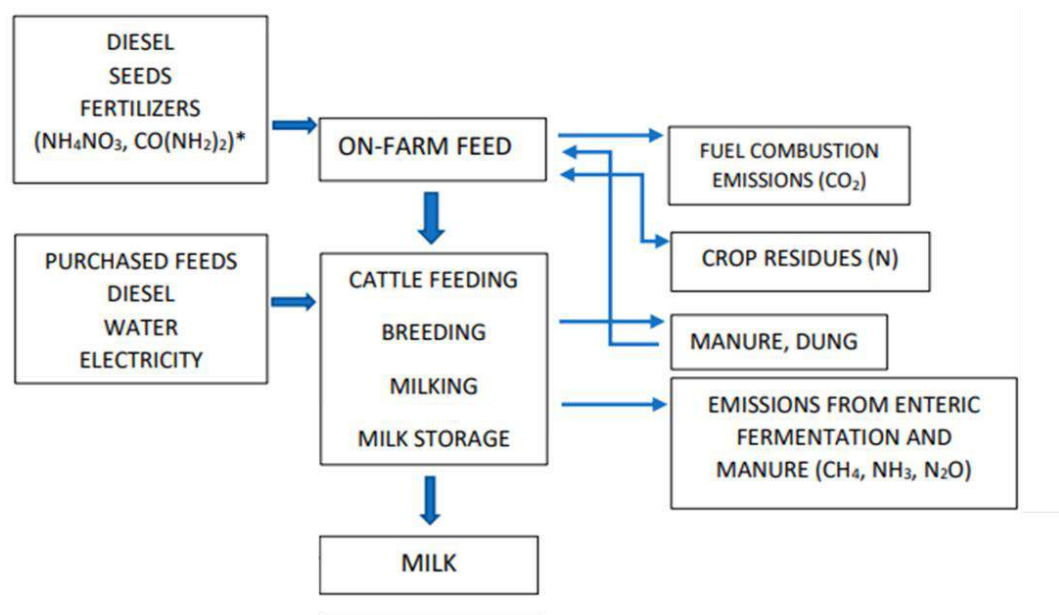 DIESEL
SEEDS
FERTILIZERS
(NH₄NO₃, CO(NH₂)₂)*
ON-FARM FEED
FUEL COMBUSTION
EMISSIONS (CO₂)
CROP RESIDUES (N)
PURCHASED FEEDS
DIESEL
WATER
ELECTRICITY
CATTLE FEEDING
BREEDING
MILKING
MILK STORAGE
MANURE, DUNG
EMISSIONS FROM ENTERIC
FERMENTATION AND
MANURE (CH₄, NH₃, N₂O)
MILK